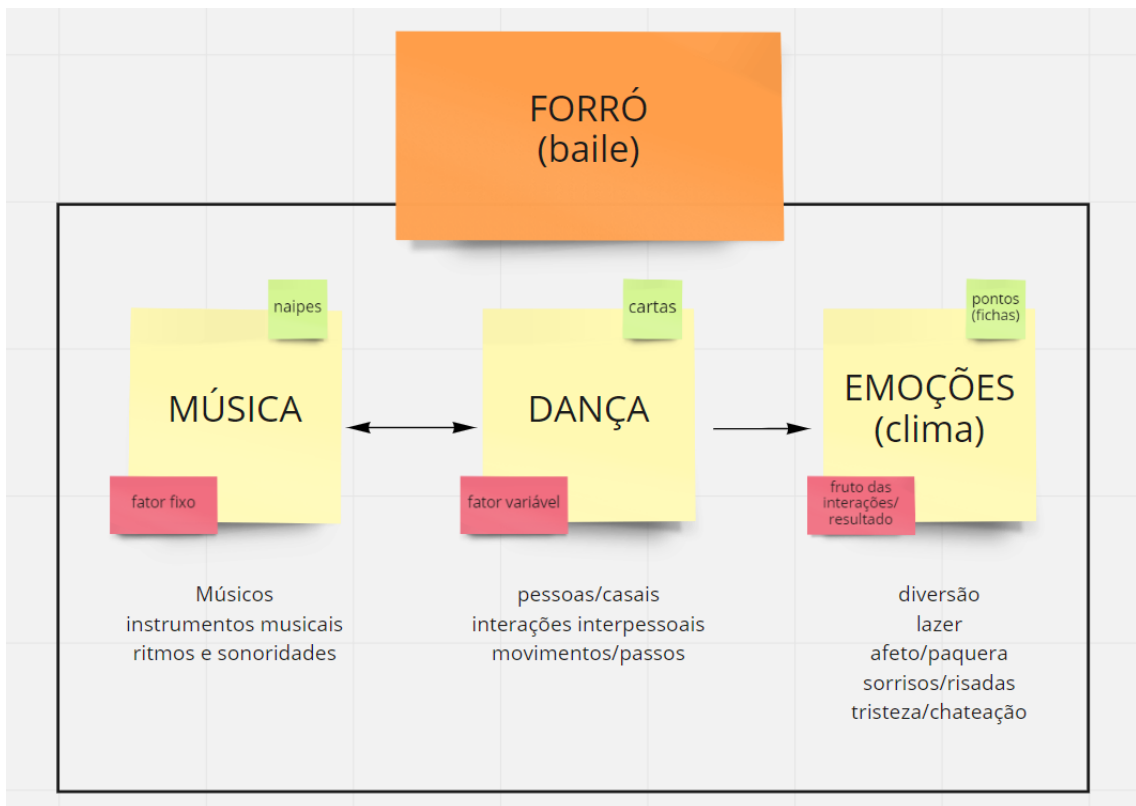 FORRÓ
(baile)
naipes
MÚSICA
fator fixo
Músicos
instrumentos musicais
ritmos e sonoridades
cartas
DANÇA
fator variável
pessoas/casais
interações interpessoais
movimentos/passos
pontos
(fichas)
EMOÇÕES
(clima)
fruto das
interações/
resultado
diversão
lazer
afeto/paquera
sorrisos/risadas
tristeza/chateação